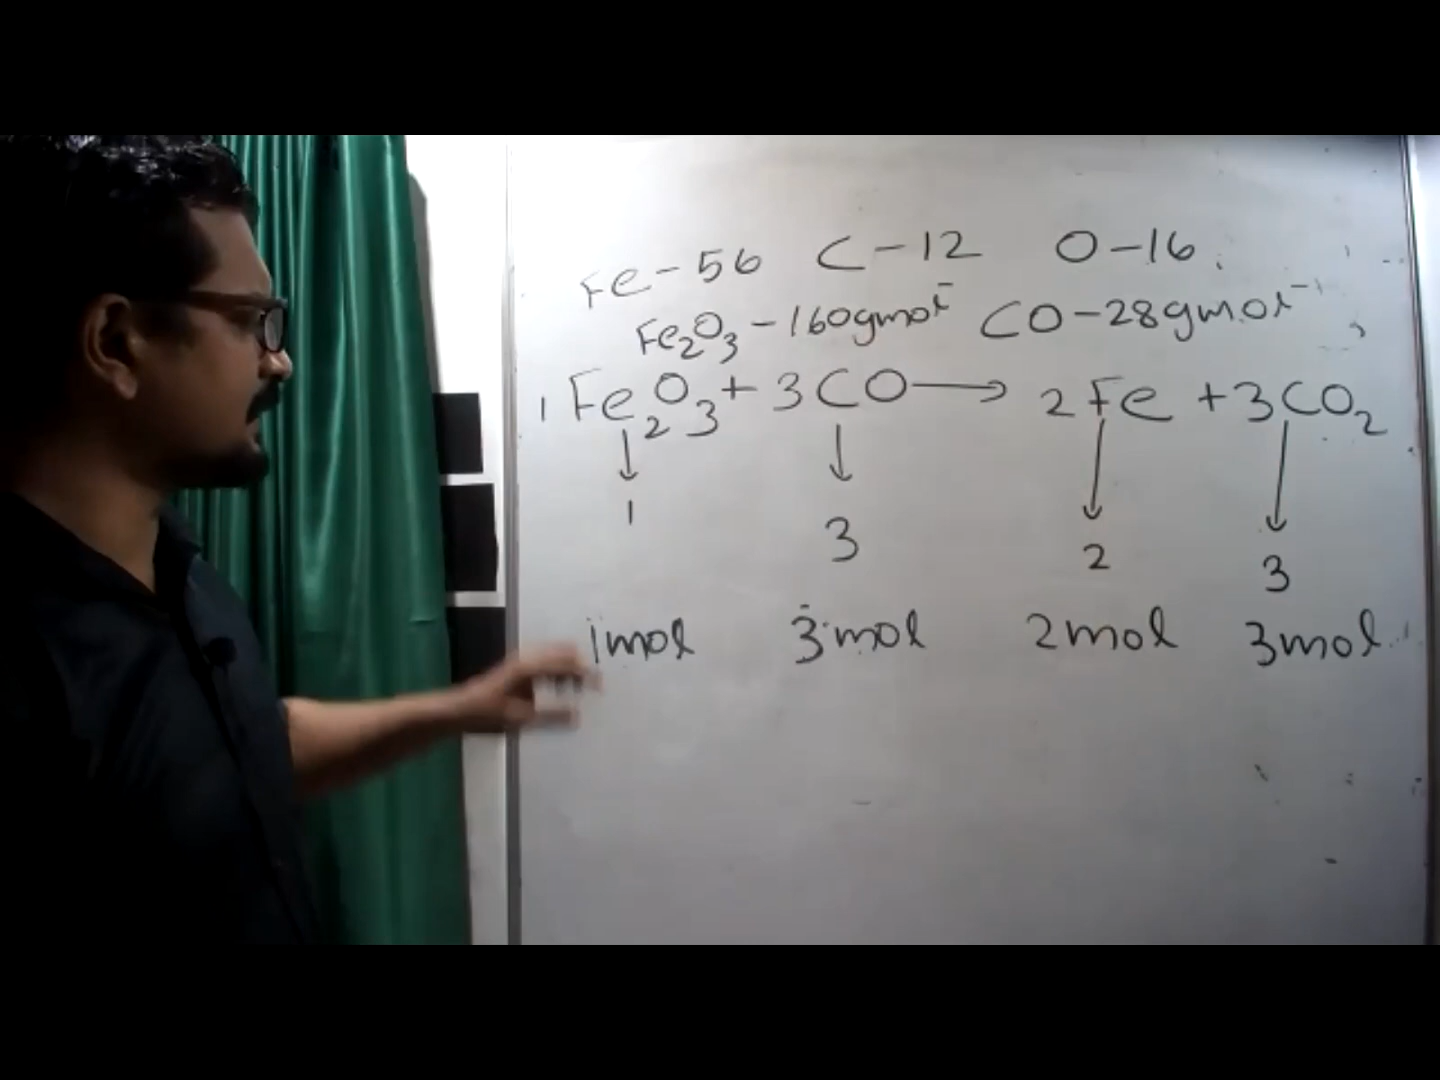 Fe - 56 C - 12 O - 16
Fe₂O₃ - 160gmol⁻ CO - 28gmol⁻¹
1 Fe₂O₃ + 3CO → 2Fe + 3CO₂
↓ ↓ ↓ ↓
1 3 2 3
1mol 3mol 2mol 3mol